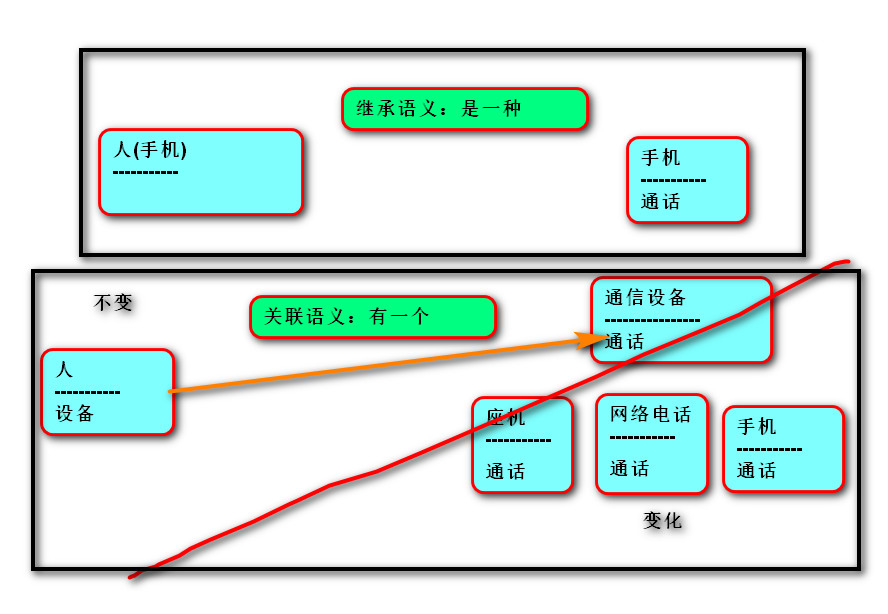 继承语义：是一种
人(手机)
-----------
手机
-----------
通话
不变
关联语义：有一个
通信设备
----------------
通话
人
-----------
设备
座机
-----------
通话
网络电话
-----------
通话
手机
-----------
通话
变化